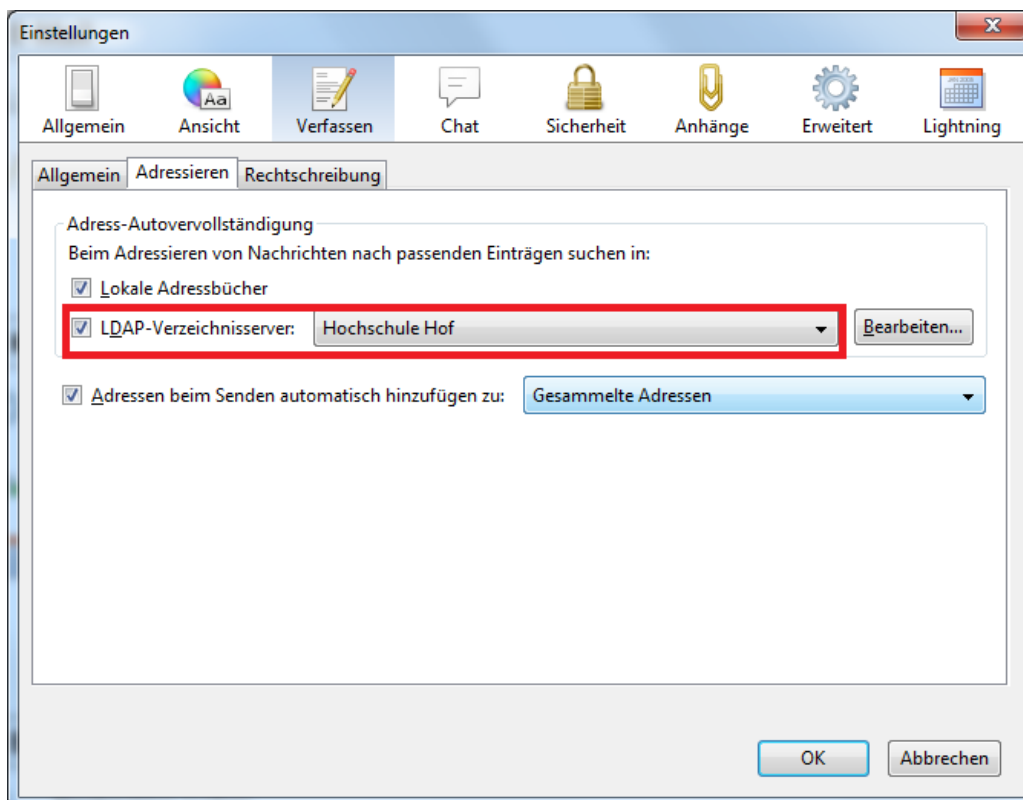 Einstellungen
Allgemein Ansicht Verfassen Chat Sicherheit Anhänge Erweitert Lightning
Allgemein Adressieren Rechtschreibung
Adress-Autovervollständigung
Beim Adressieren von Nachrichten nach passenden Einträgen suchen in:
Lokale Adressbücher
LDAP-Verzeichnisserver: Hochschule Hof Bearbeiten...
Adressen beim Senden automatisch hinzufügen zu: Gesammelte Adressen
OK Abbrechen